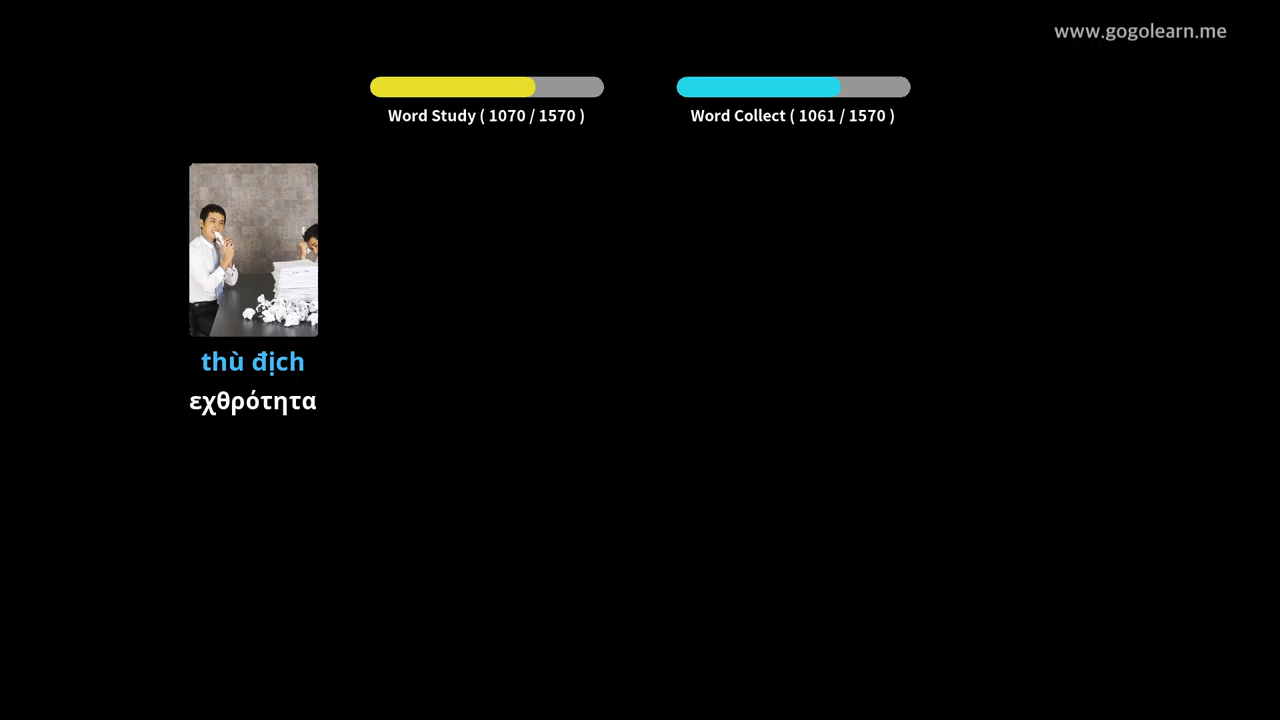 www.gogolearn.me
Word Study ( 1070 / 1570 )
Word Collect ( 1061 / 1570 )
thù địch
εχθρότητα